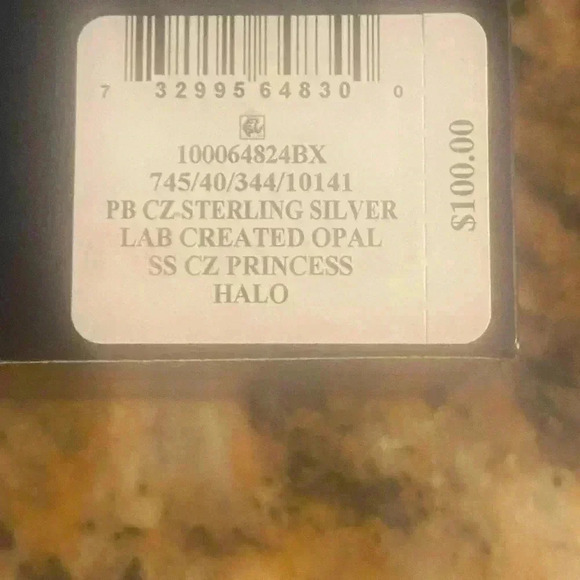 7 32995 64830 0
100064824BX
745/40/344/10141
PB CZ-STERLING SILVER
LAB CREATED OPAL
SS CZ PRINCESS
HALO
$100.00